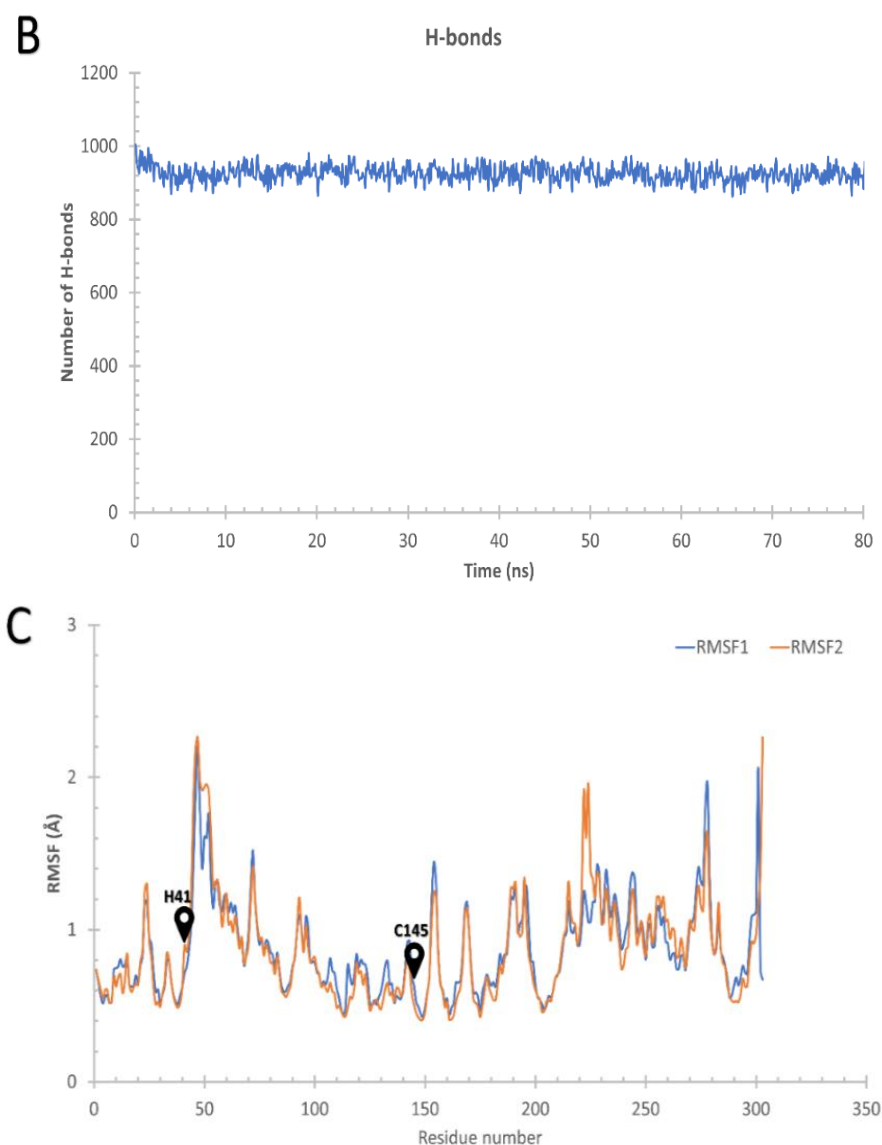 B
H-bonds
1200
1000
800
600
400
200
0
Number of H-bonds
0 10 20 30 40 50 60 70 80
Time (ns)
C
3
2
1
0
RMSF (Å)
RMSF1 RMSF2
H41
C145
0 50 100 150 200 250 300 350
Residue number